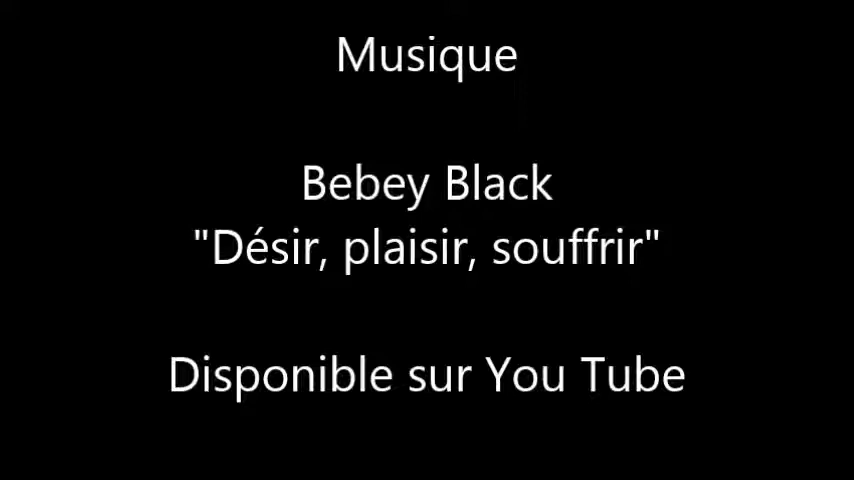 Musique
Bebey Black
"Désir, plaisir, souffrir"
Disponible sur You Tube